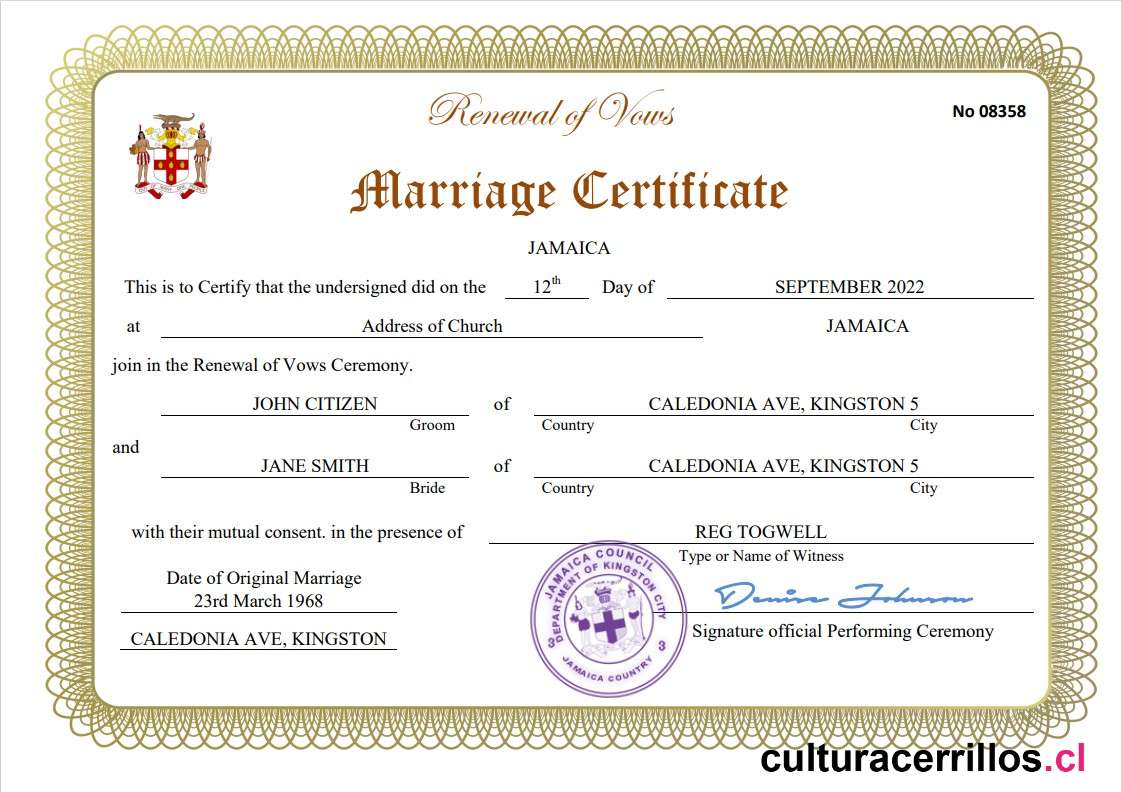 Renewal of Vows
No 08358
Marriage Certificate
JAMAICA
This is to Certify that the undersigned did on the 12th Day of SEPTEMBER 2022
at Address of Church JAMAICA
join in the Renewal of Vows Ceremony.
JOHN CITIZEN of CALEDONIA AVE, KINGSTON 5
Groom Country City
and
JANE SMITH of CALEDONIA AVE, KINGSTON 5
Bride Country City
with their mutual consent. in the presence of REG TOGWELL
Type or Name of Witness
Date of Original Marriage
23rd March 1968
CALEDONIA AVE, KINGSTON
JAMAICA COUNCIL
DEPARTMENT OF KINGSTON CITY
3 3
JAMAICA COUNTRY
Denise Johnson
Signature official Performing Ceremony
culturacerrillos.cl